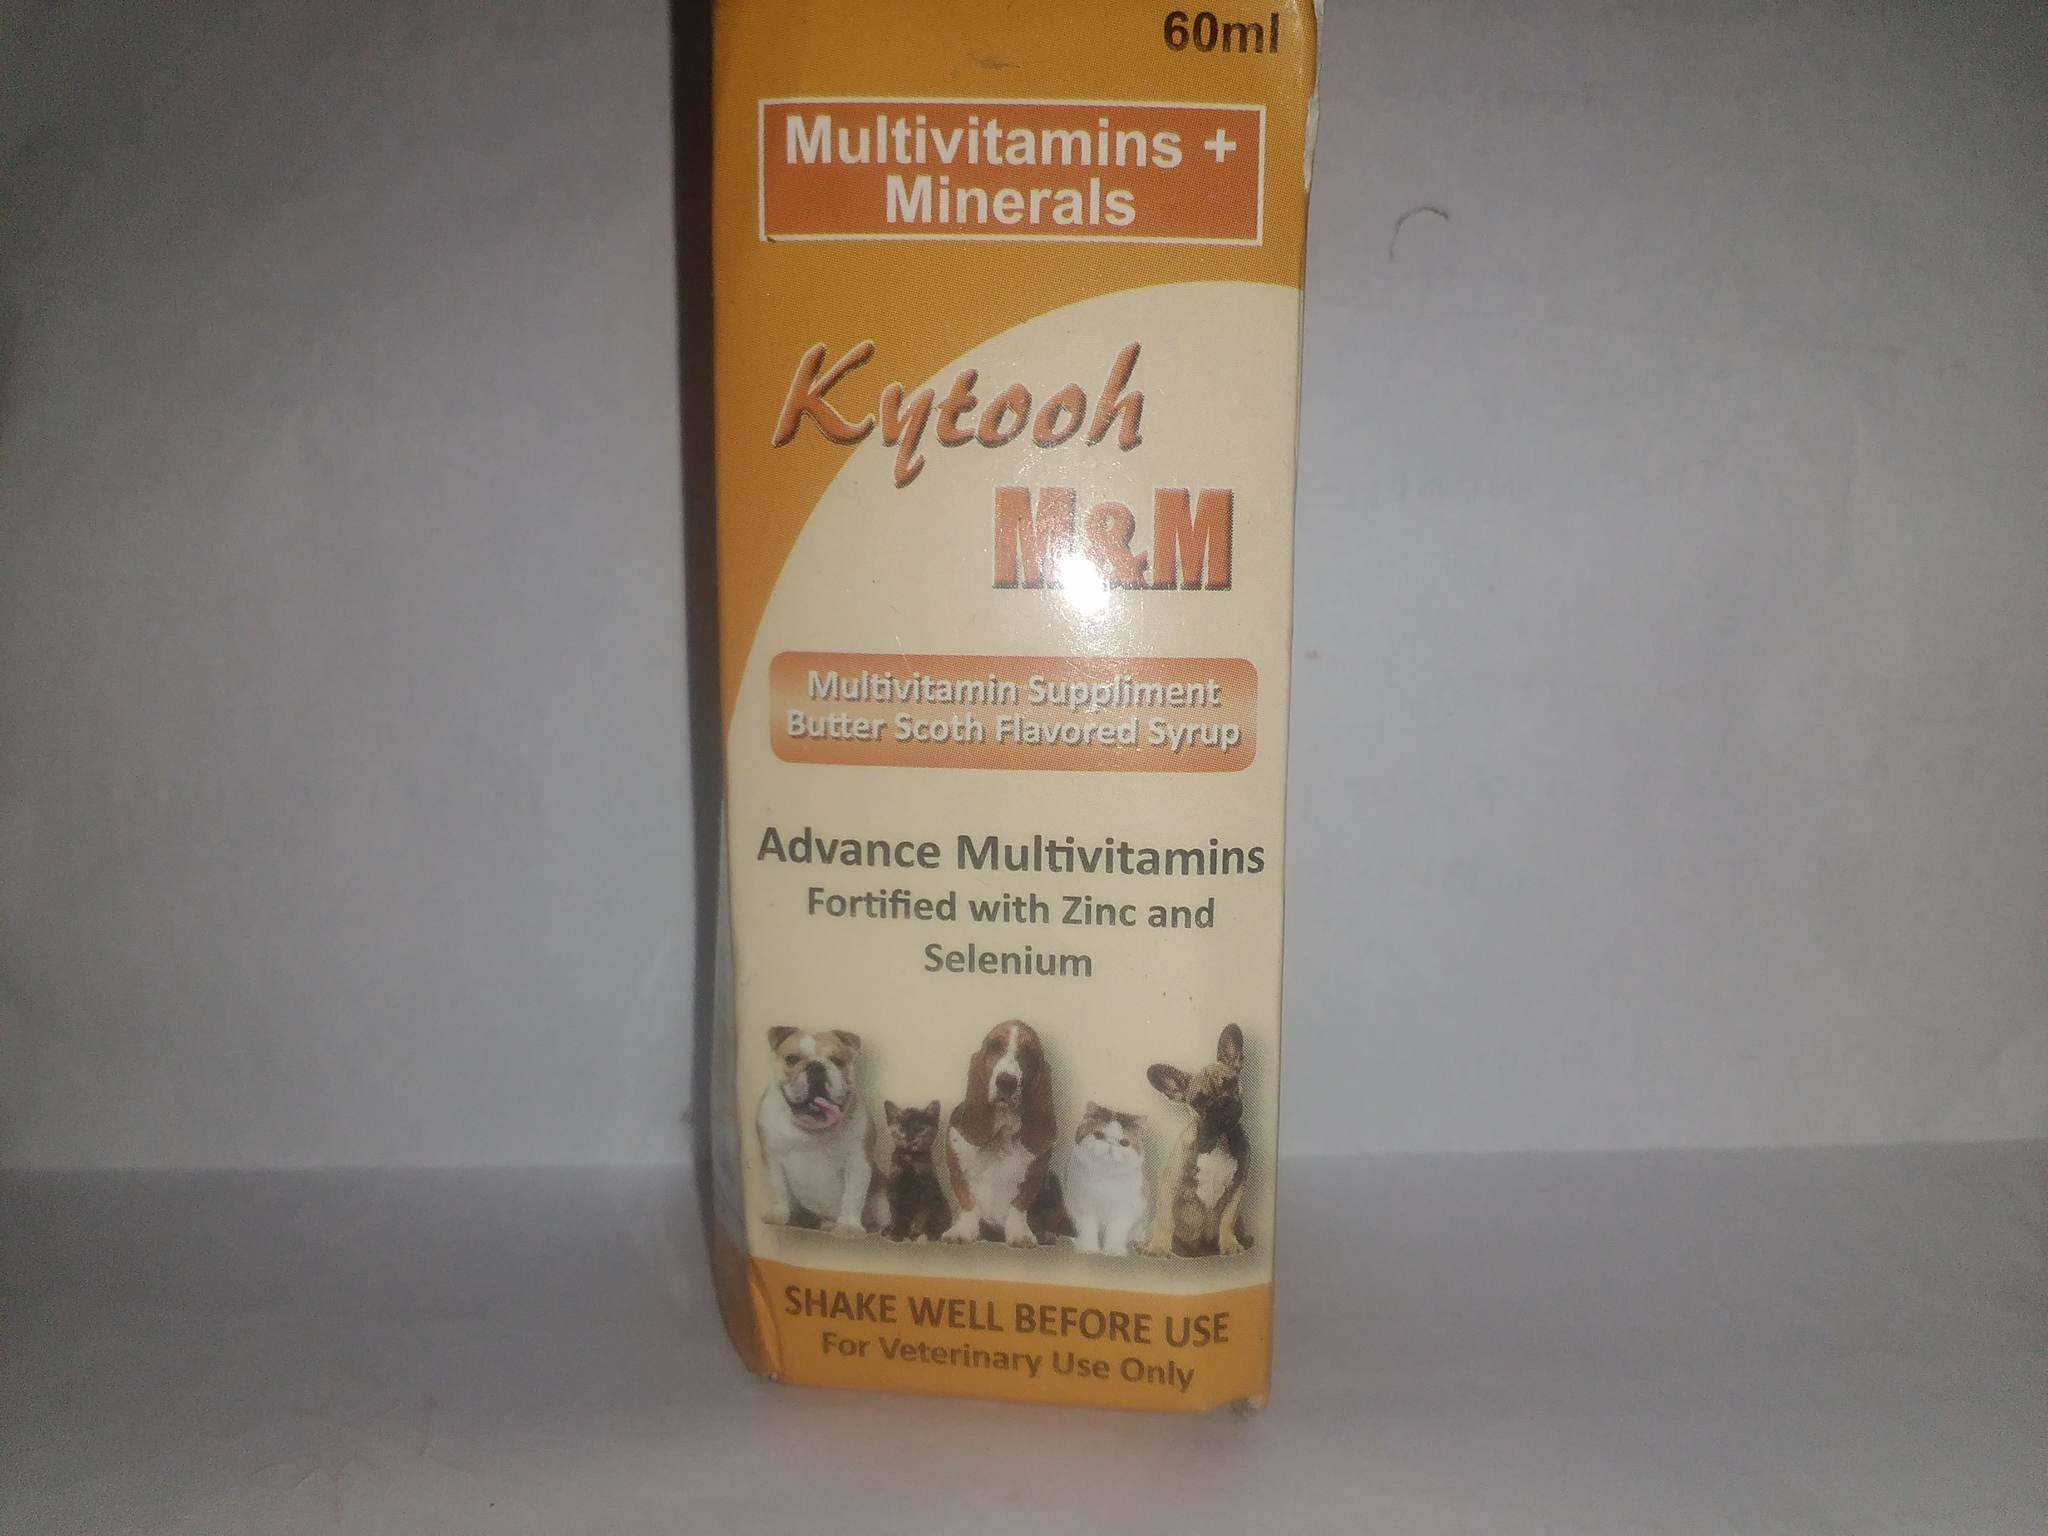 60ml
Multivitamins +
Minerals
Kytooh
M&M
Multivitamin Suppliment
Butter Scoth Flavored Syrup
Advance Multivitamins
Fortified with Zinc and
Selenium
SHAKE WELL BEFORE USE
For Veterinary Use Only